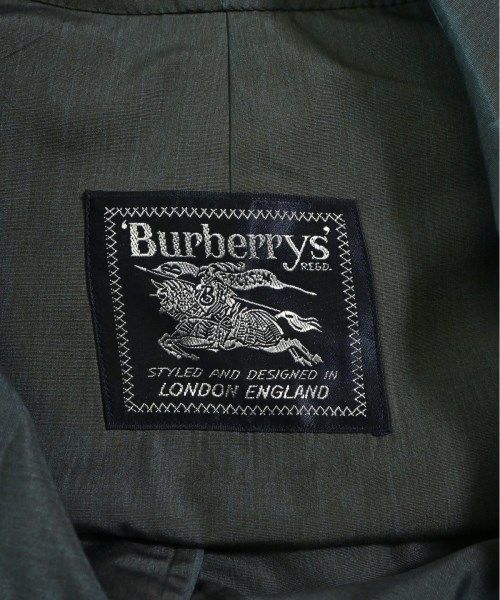 'Burberrys'
REGD.
B
STYLED AND DESIGNED IN
LONDON ENGLAND